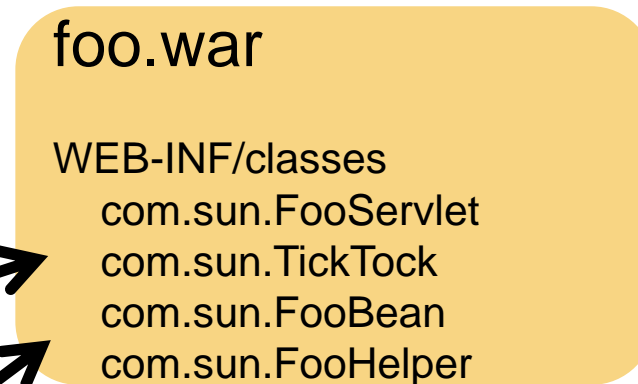 foo.war
WEB-INF/classes
com.sun.FooServlet
com.sun.TickTock
com.sun.FooBean
com.sun.FooHelper